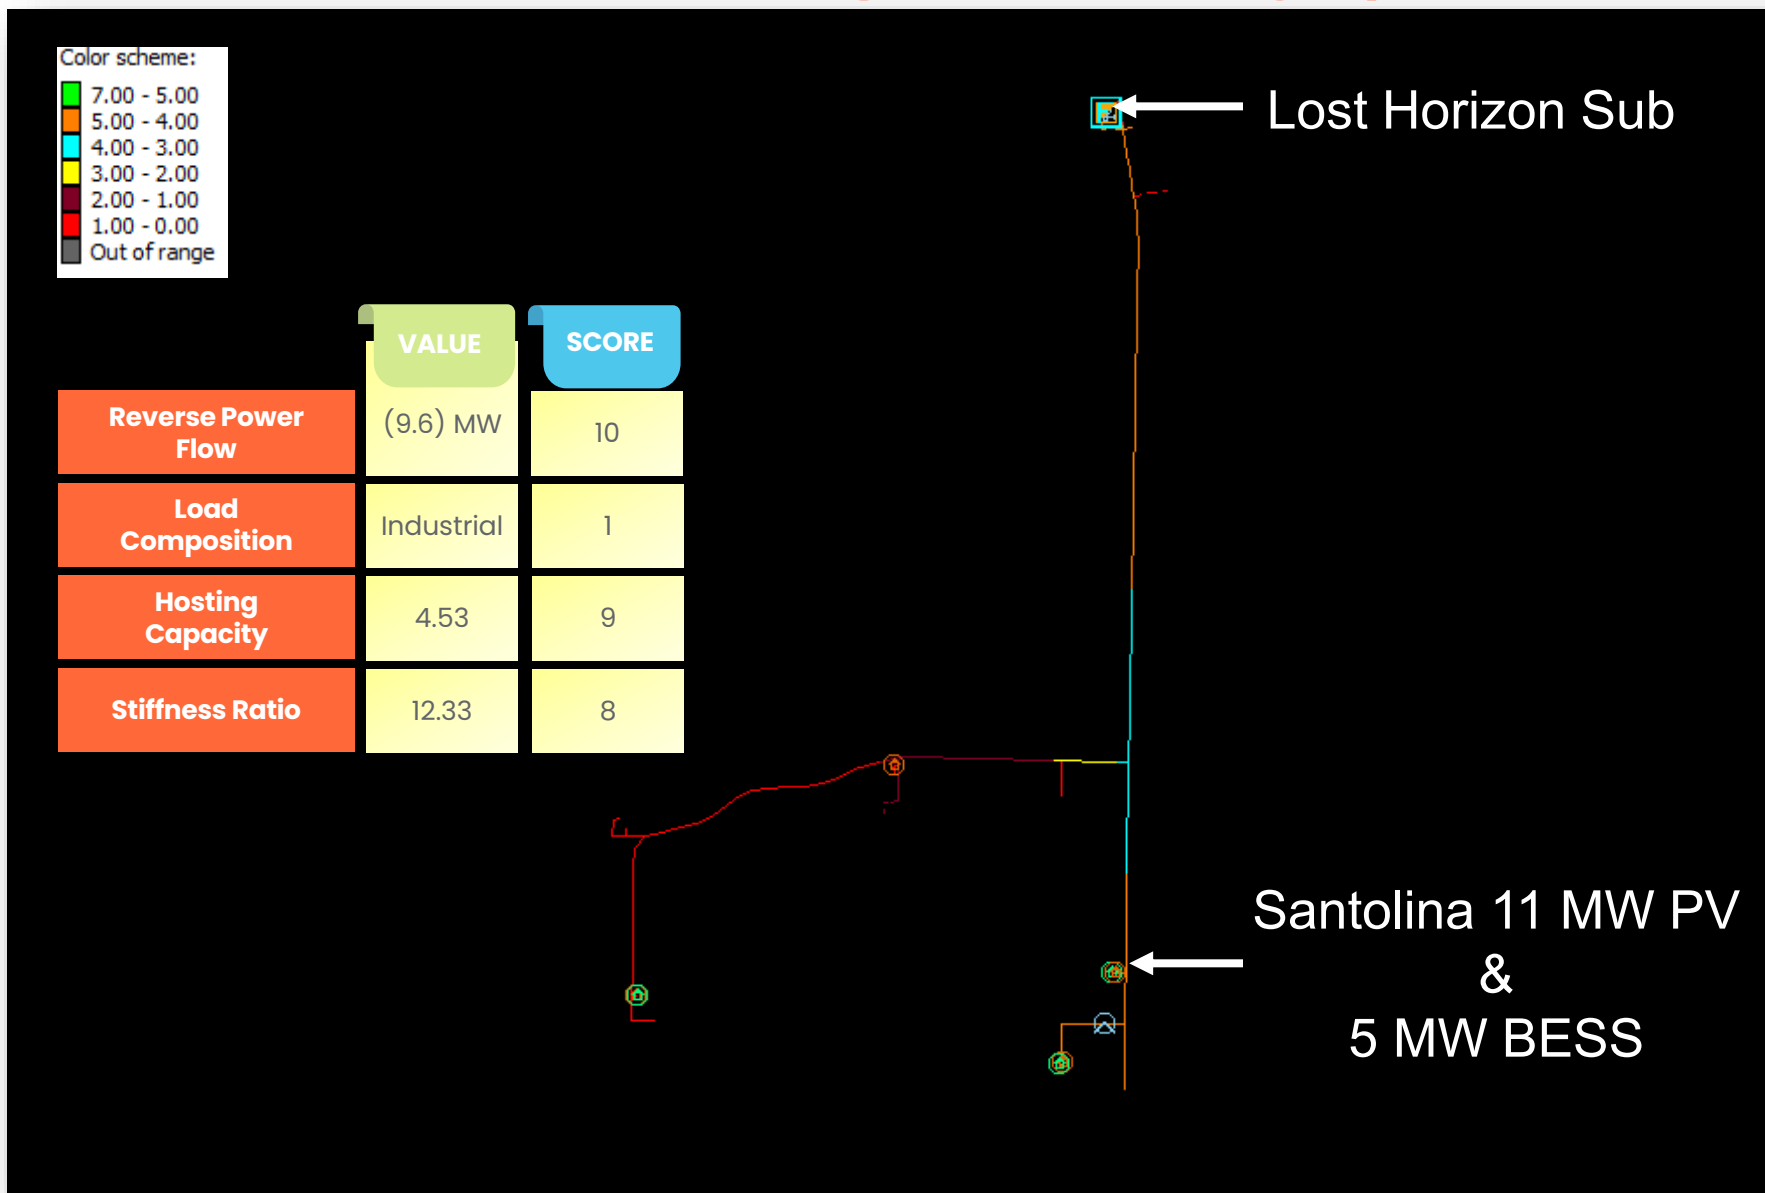 Color scheme:
7.00 - 5.00
5.00 - 4.00
4.00 - 3.00
3.00 - 2.00
2.00 - 1.00
1.00 - 0.00
Out of range
Lost Horizon Sub
VALUE SCORE
Reverse Power
Flow
(9.6) MW 10
Load
Composition
Industrial 1
Hosting
Capacity
4.53 9
Stiffness Ratio 12.33 8
Santolina 11 MW PV
&
5 MW BESS